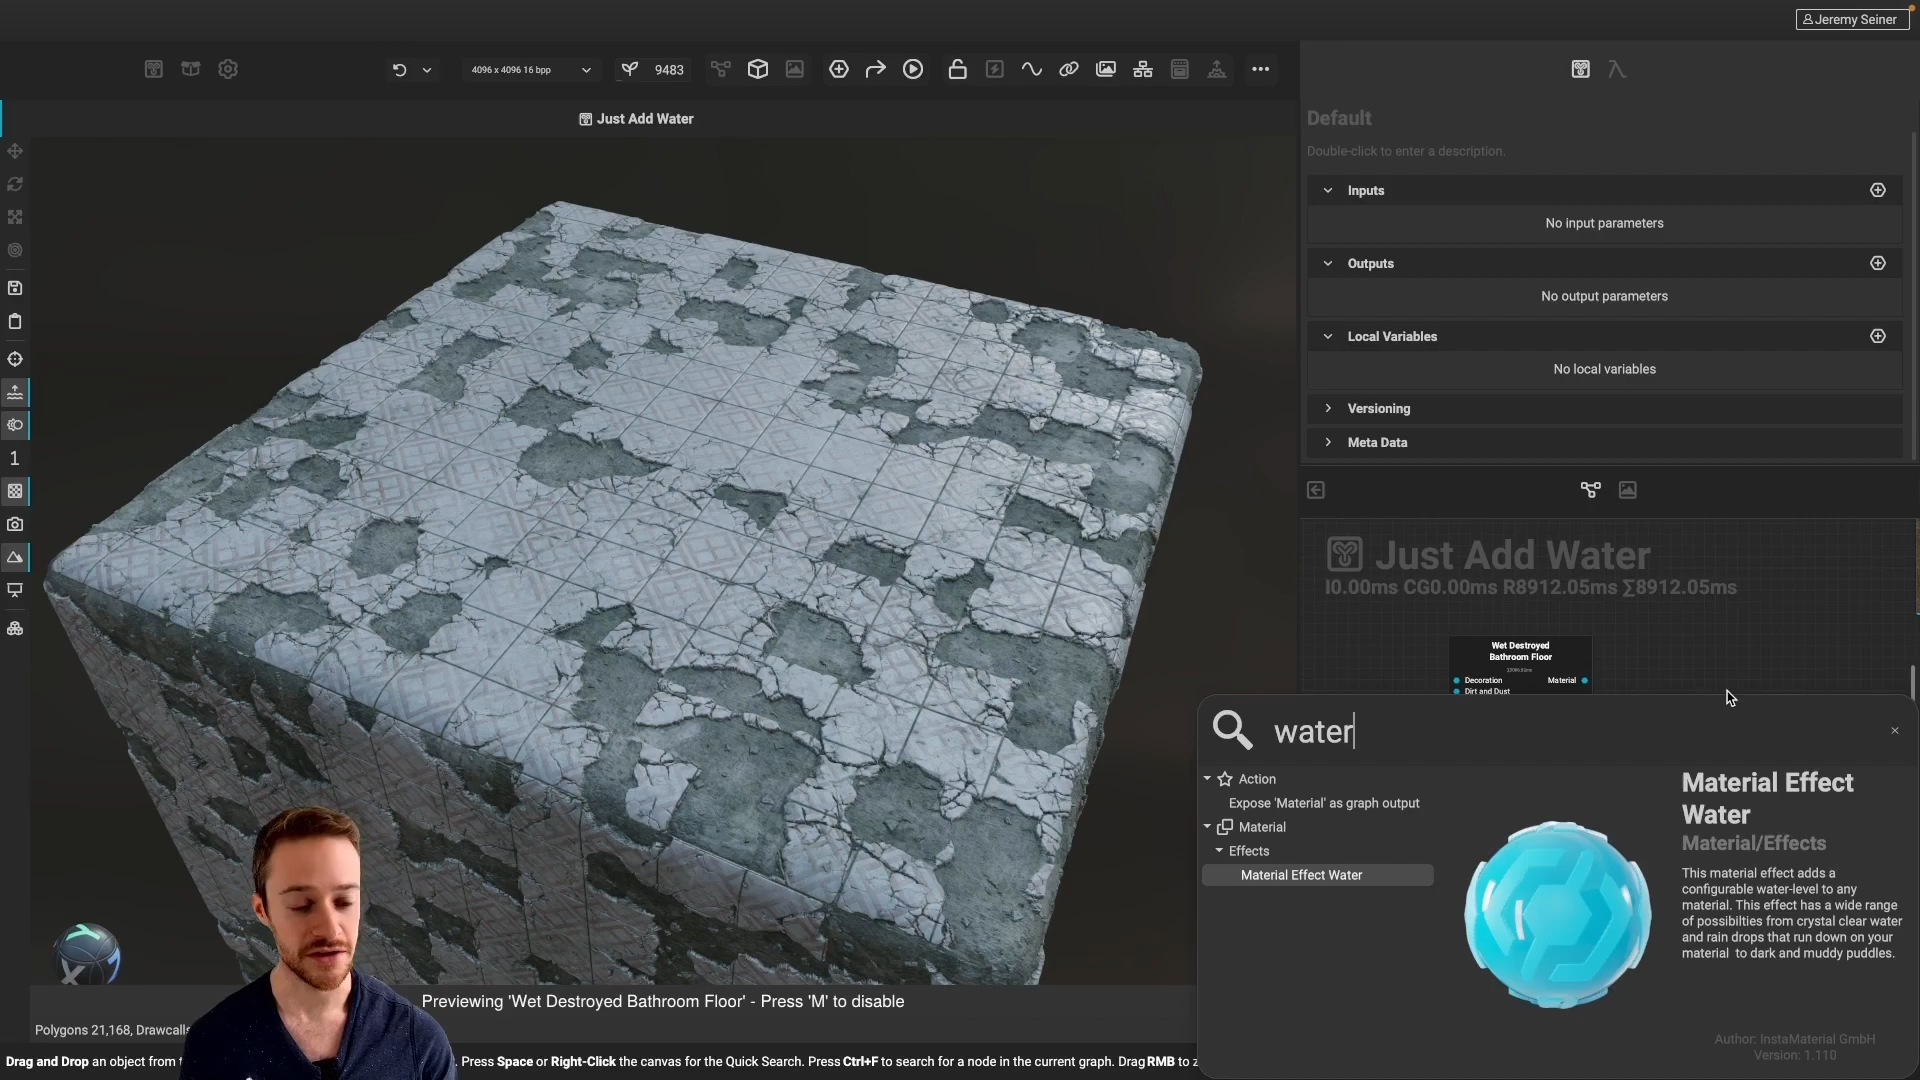 Jeremy Seiner
4096 x 4096 16 bpp
9483
Just Add Water
Default
Double-click to enter a description.
Inputs
No input parameters
Outputs
No output parameters
Local Variables
No local variables
Versioning
Meta Data
1
Just Add Water
I0.00ms CG0.00ms R8912.05ms ∑8912.05ms
Wet Destroyed
Bathroom Floor
Decoration
Material
Dirt and Dust
water
Action
Expose 'Material' as graph output
Material
Effects
Material Effect Water
Material Effect
Water
Material/Effects
This material effect adds a
configurable water-level to any
material. This effect has a wide range
of possibilties from crystal clear water
and rain drops that run down on your
material to dark and muddy puddles.
Author: InstaMaterial GmbH
Version: 1.110
X
Previewing 'Wet Destroyed Bathroom Floor' - Press 'M' to disable
Polygons 21,168, Drawcalls
Drag and Drop an object from
. Press Space or Right-Click the canvas for the Quick Search. Press Ctrl+F to search for a node in the current graph. Drag RMB to